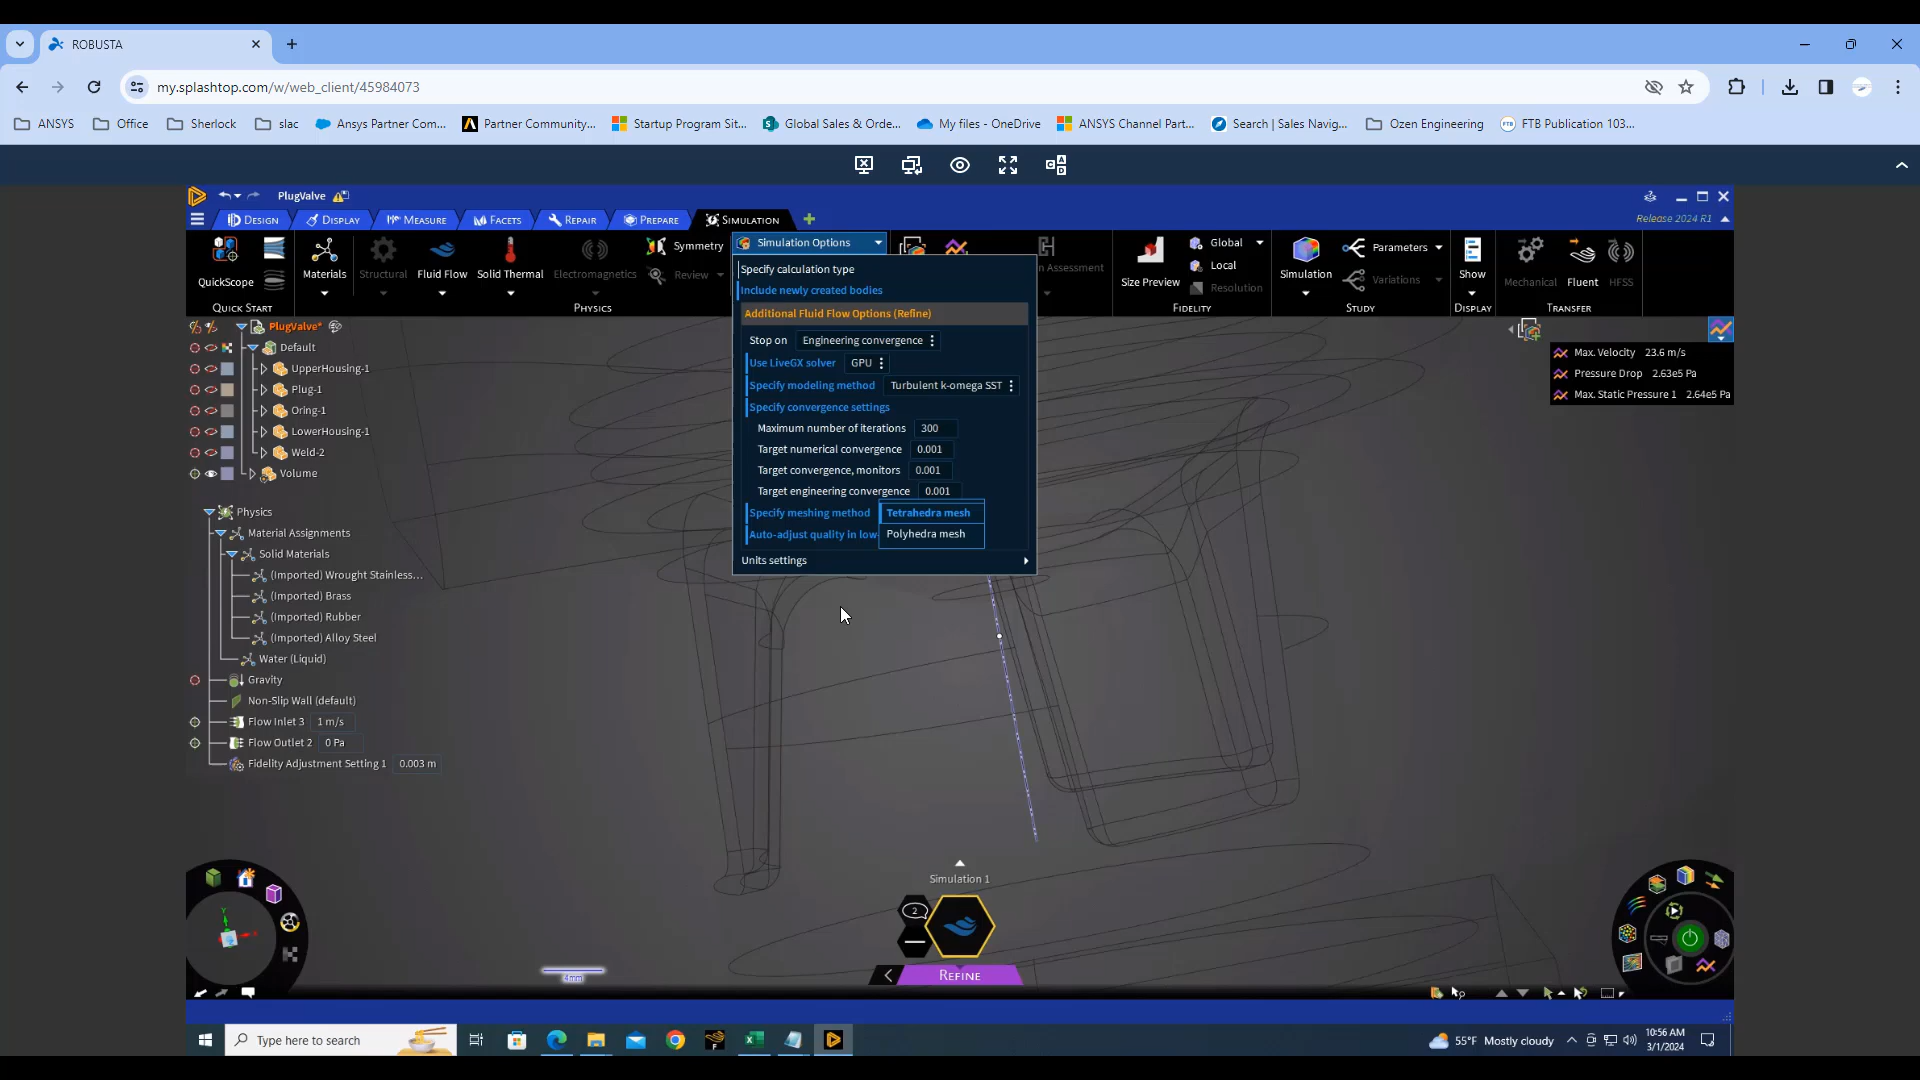 ROBUSTA
my.splashtop.com/w/web_client/45984073
ANSYS
Office
Sherlock
slac
Ansys Partner Com...
Partner Community...
Startup Program Sit...
Global Sales & Orde...
My files - OneDrive
ANSYS Channel Part...
Search | Sales Navig...
Ozen Engineering
FTB Publication 103...
PlugValve
DESIGN
DISPLAY
MEASURE
FACETS
REPAIR
PREPARE
SIMULATION
Release 2024 R1
QuickScope
QUICK START
Materials
Structural
Fluid Flow
Solid Thermal
Electromagnetics
Symmetry
Review
PHYSICS
Simulation Options
n Assessment
Size Preview
Global
Local
Resolution
FIDELITY
Simulation
Parameters
Variations
STUDY
Show
DISPLAY
Mechanical
Fluent
HFSS
TRANSFER
Specify calculation type
Include newly created bodies
Additional Fluid Flow Options (Refine)
Stop on Engineering convergence
Use LiveGX solver GPU
Specify modeling method Turbulent k-omega SST
Specify convergence settings
Maximum number of iterations 300
Target numerical convergence 0.001
Target convergence, monitors 0.001
Target engineering convergence 0.001
Specify meshing method Tetrahedra mesh
Auto-adjust quality in low- Polyhedra mesh
Units settings
PlugValve*
Default
UpperHousing-1
Plug-1
Oring-1
LowerHousing-1
Weld-2
Volume
Physics
Material Assignments
Solid Materials
(Imported) Wrought Stainless...
(Imported) Brass
(Imported) Rubber
(Imported) Alloy Steel
Water (Liquid)
Gravity
Non-Slip Wall (default)
Flow Inlet 3 1 m/s
Flow Outlet 2 0 Pa
Fidelity Adjustment Setting 1 0.003 m
Max. Velocity 23.6 m/s
Pressure Drop 2.63e5 Pa
Max. Static Pressure 1 2.64e5 Pa
Simulation 1
2
REFINE
4mm
Type here to search
55°F Mostly cloudy
10:56 AM
3/1/2024